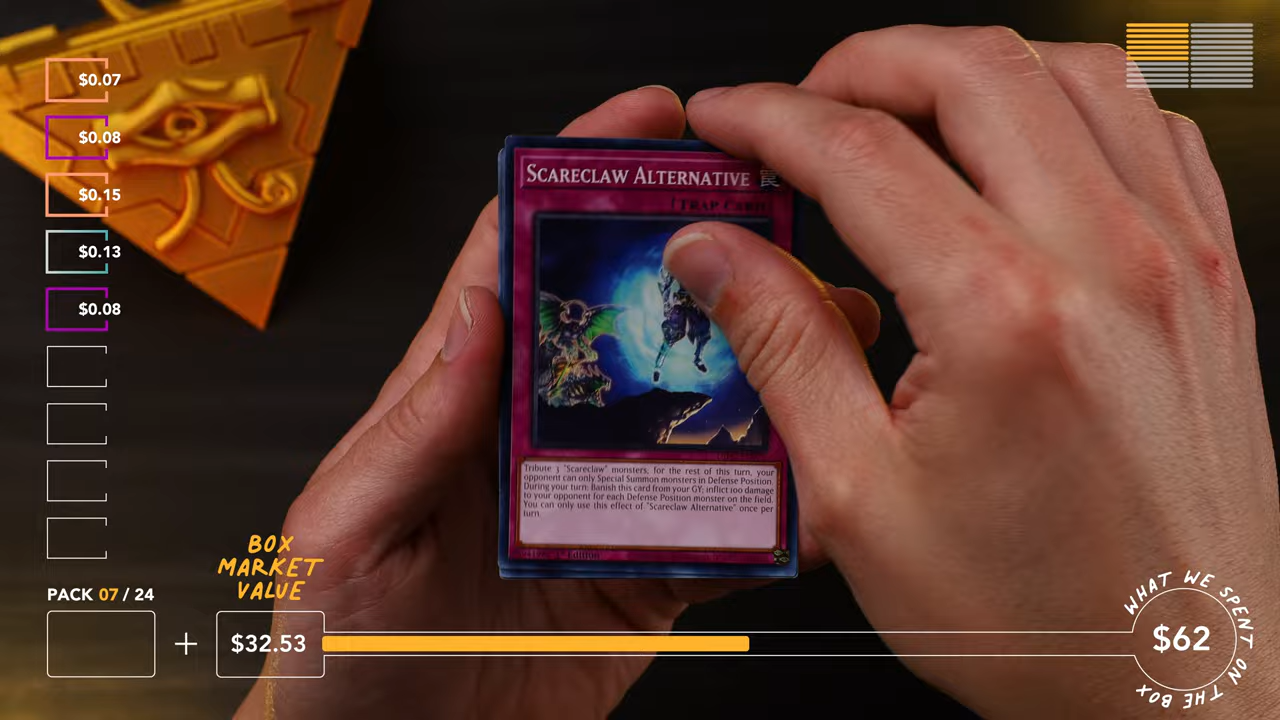 $0.07
$0.08
$0.15
$0.13
$0.08
SCARECLAW ALTERNATIVE 罠
[TRAP CARD
Tribute 3 "Scareclaw" monsters, for the rest of this turn, your
opponent can only Special Summon monsters in Defense Position.
During your turn: Banish this card from your GY; inflict 100 damage
to your opponent for each Defense Position monster on the field.
You can only use this effect of "Scareclaw Alternative" once per
turn.
Edition
PACK 07 / 24
BOX
MARKET
VALUE
+
$32.53
WHAT WE SPENT ON THE BOX
$62